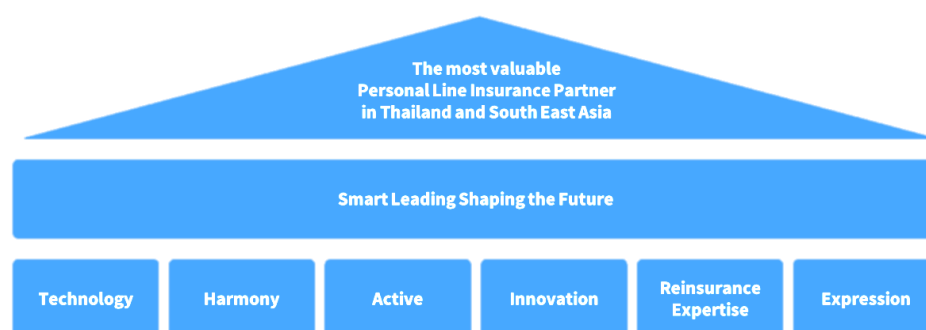 The most valuable
Personal Line Insurance Partner
in Thailand and South East Asia
Smart Leading Shaping the Future
Technology
Harmony
Active
Innovation
Reinsurance
Expertise
Expression